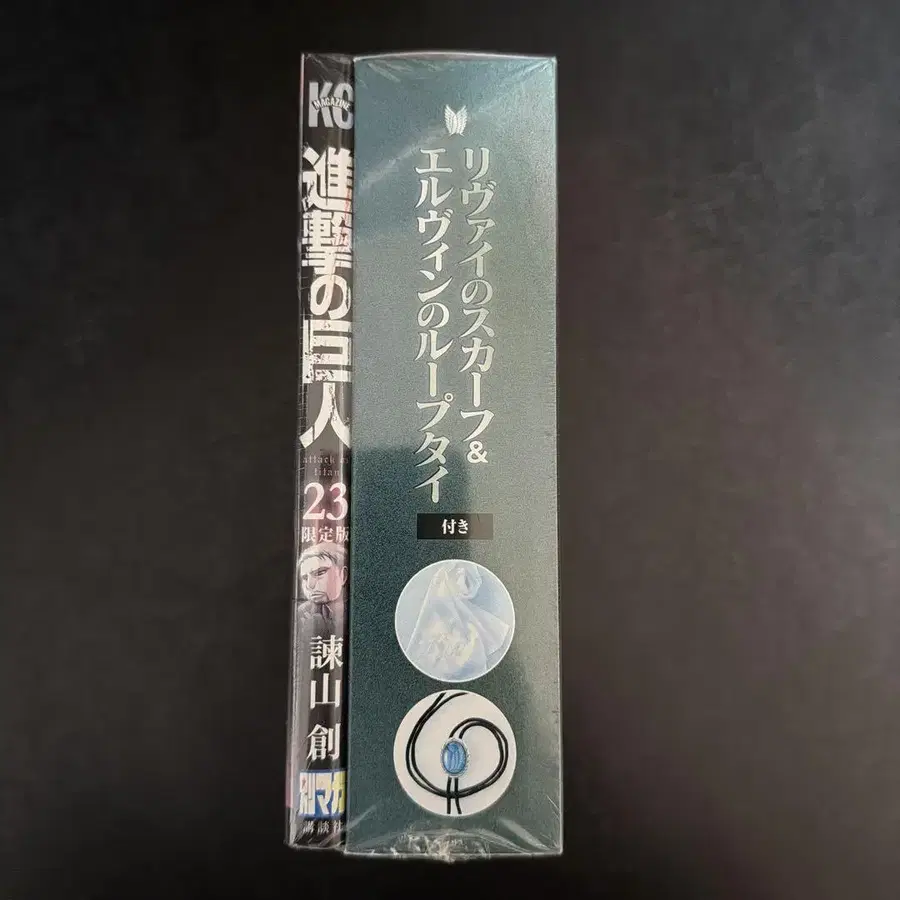 KC
MAGAZINE
進撃の巨人
attack on
titan
23
限定版
諫山 創
別マガ
講談社
リヴァイのスカーフ&
エルヴィンのループタイ
付き